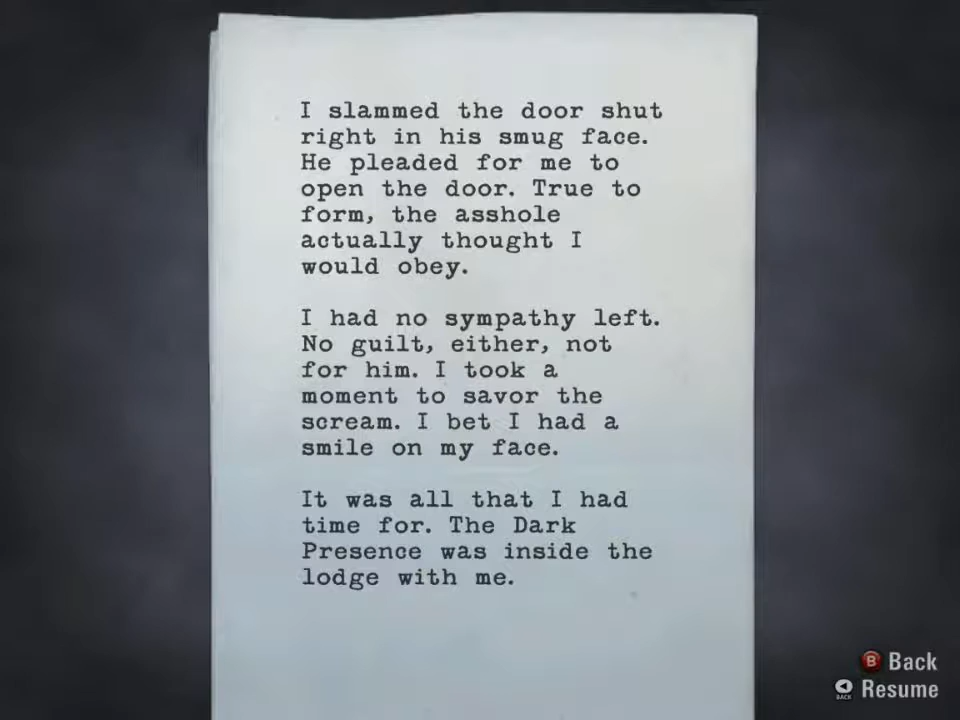 I slammed the door shut
right in his smug face.
He pleaded for me to
open the door. True to
form, the asshole
actually thought I
would obey.
I had no sympathy left.
No guilt, either, not
for him. I took a
moment to savor the
scream. I bet I had a
smile on my face.
It was all that I had
time for. The Dark
Presence was inside the
lodge with me.
B Back
BACK Resume